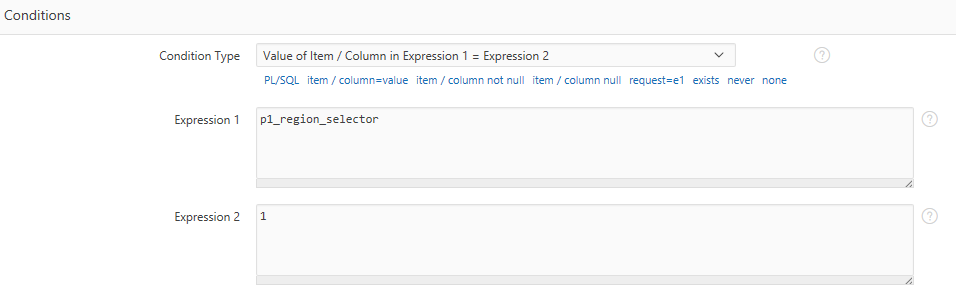 Conditions
Condition Type Value of Item / Column in Expression 1 = Expression 2 ?
PL/SQL item / column=value item / column not null item / column null request=e1 exists never none
Expression 1 p1_region_selector ?
Expression 2 1 ?